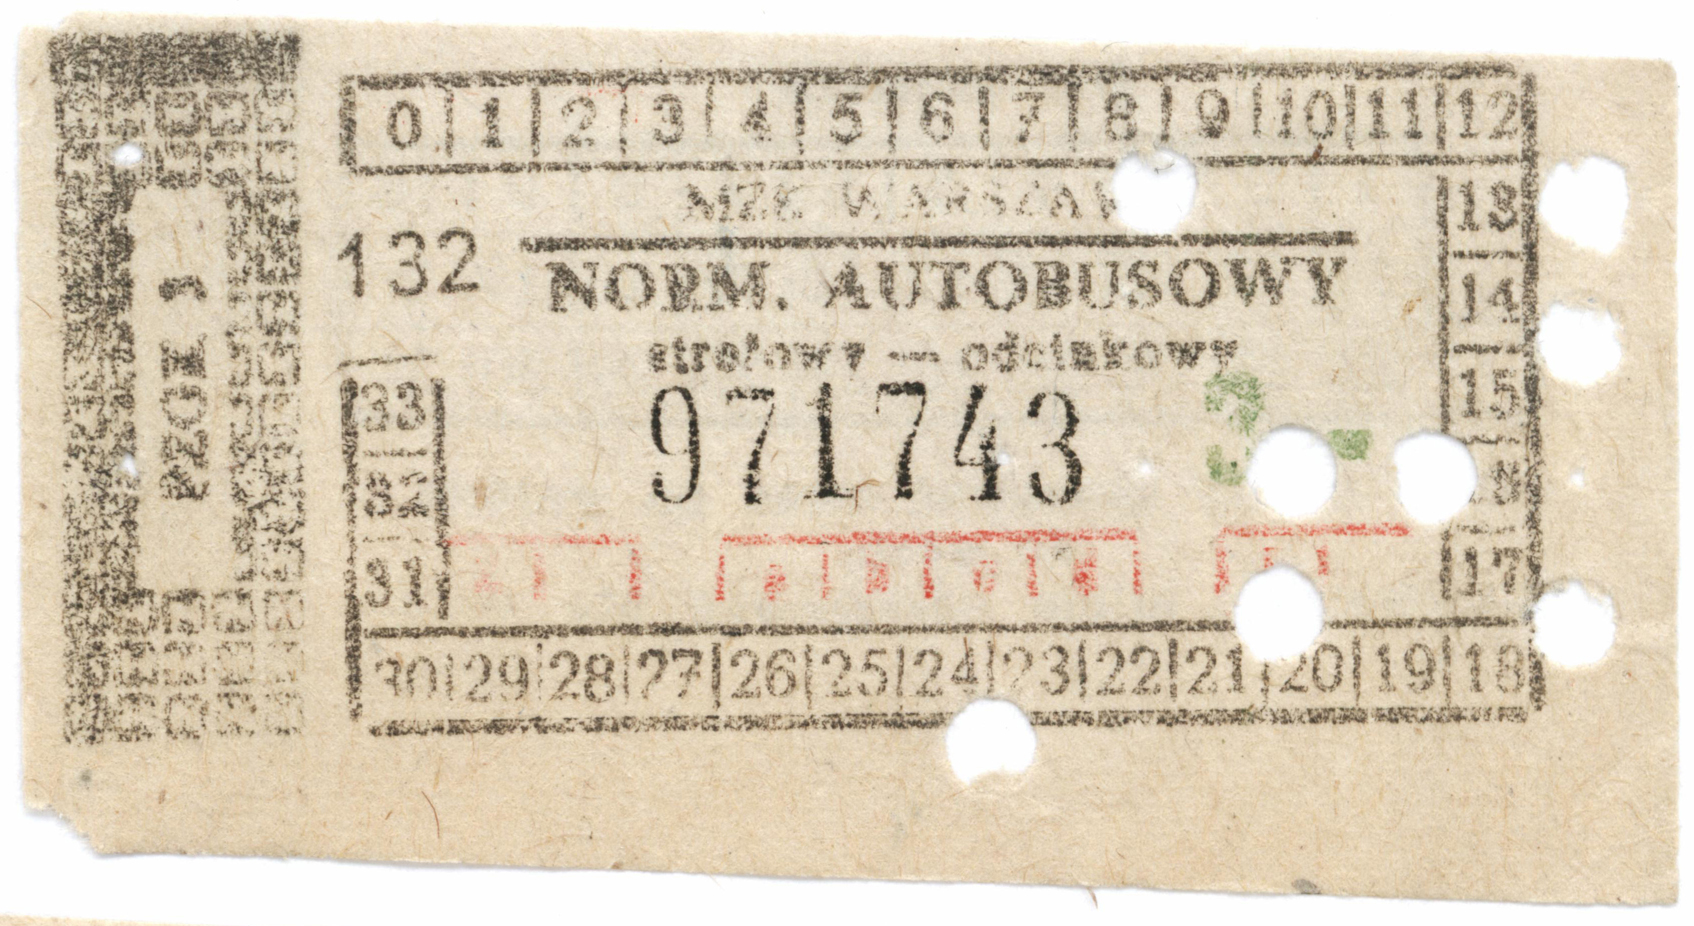 0 1 2 3 4 5 6 7 8 9 10 11 12
MZK WARSZAW
13
132
NORM. AUTOBUSOWY
14
strefowy — odcinkowy
15
33
971743
3-
32
31
17
30 29 28 27 26 25 24 23 22 21 20 19 18